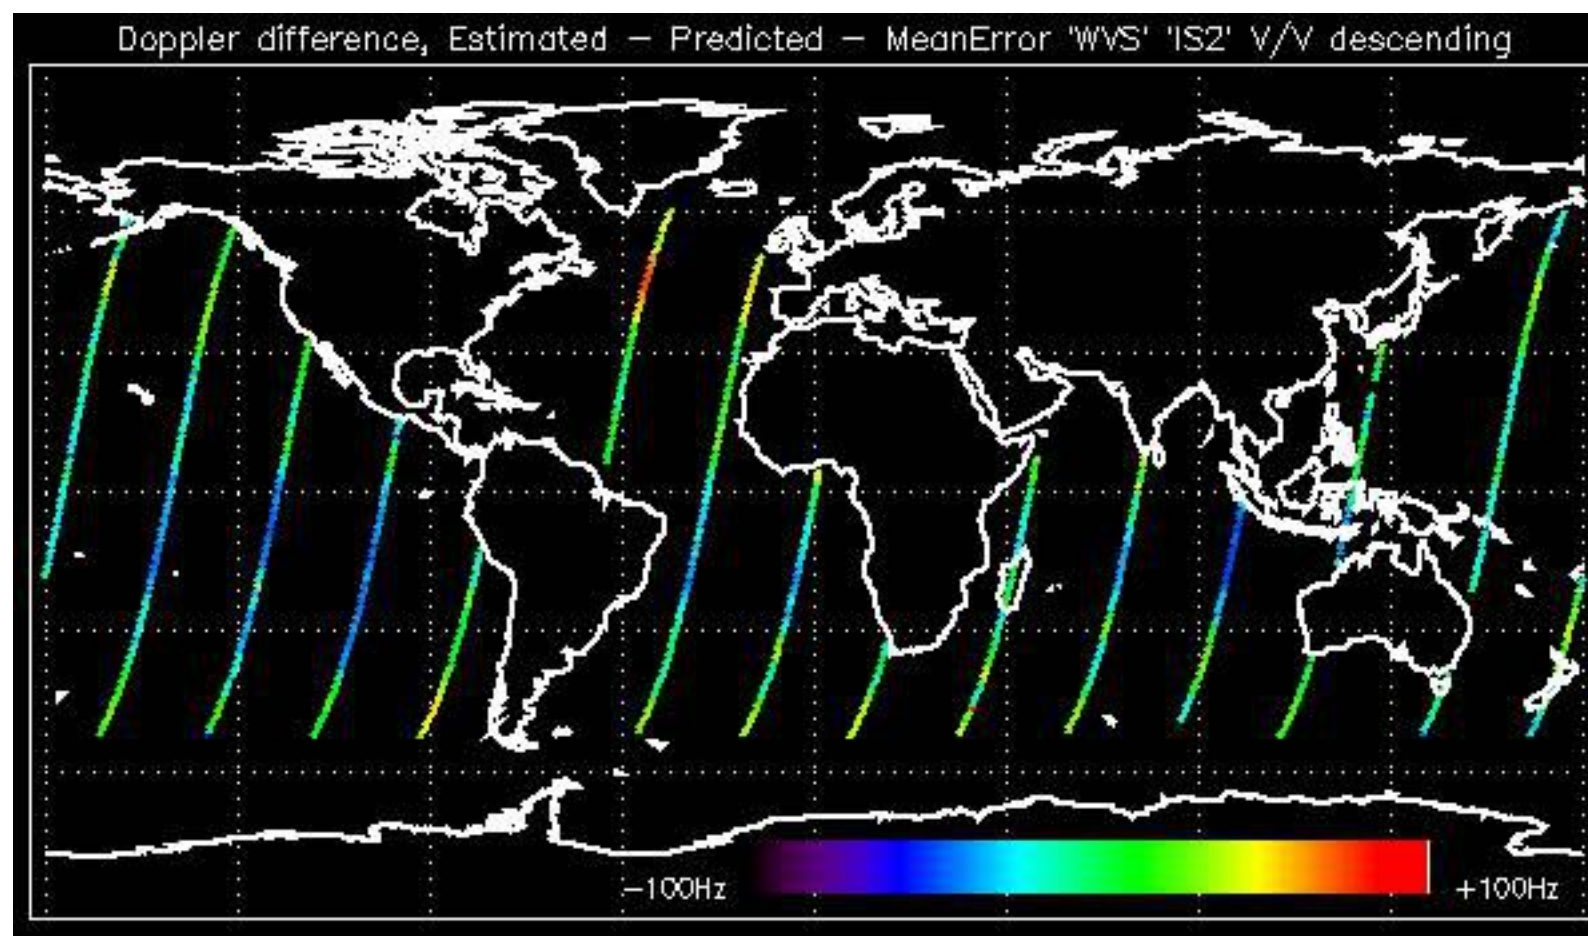 Doppler difference, Estimated – Predicted – MeanError 'WVS' 'IS2' V/V descending
–100Hz +100Hz